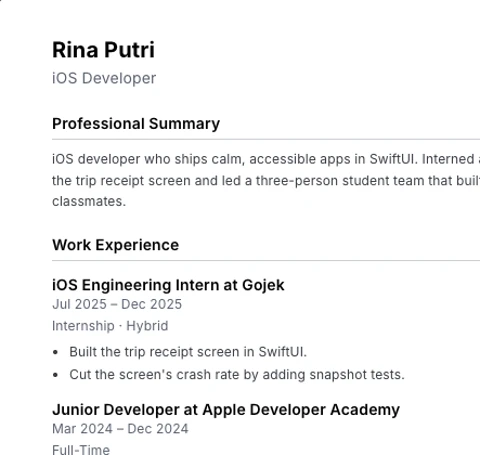 Rina Putri
iOS Developer
Professional Summary
iOS developer who ships calm, accessible apps in SwiftUI. Interned
the trip receipt screen and led a three-person student team that
classmates.
Work Experience
iOS Engineering Intern at Gojek
Jul 2025 – Dec 2025
Internship · Hybrid
• Built the trip receipt screen in SwiftUI.
• Cut the screen's crash rate by adding snapshot tests.
Junior Developer at Apple Developer Academy
Mar 2024 – Dec 2024
Full-Time